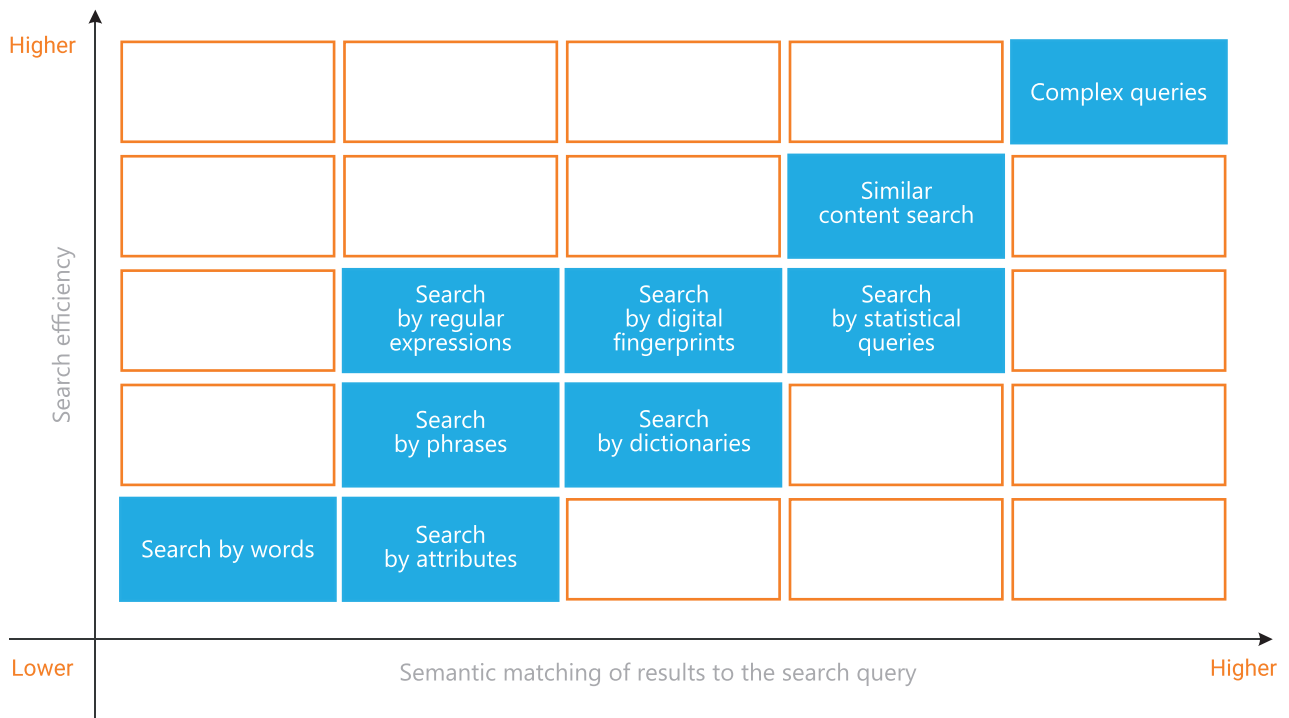 Higher
Complex queries
Similar
content search
Search efficiency
Search
by regular
expressions
Search
by digital
fingerprints
Search
by statistical
queries
Search
by phrases
Search
by dictionaries
Search by words
Search
by attributes
Lower
Semantic matching of results to the search query
Higher